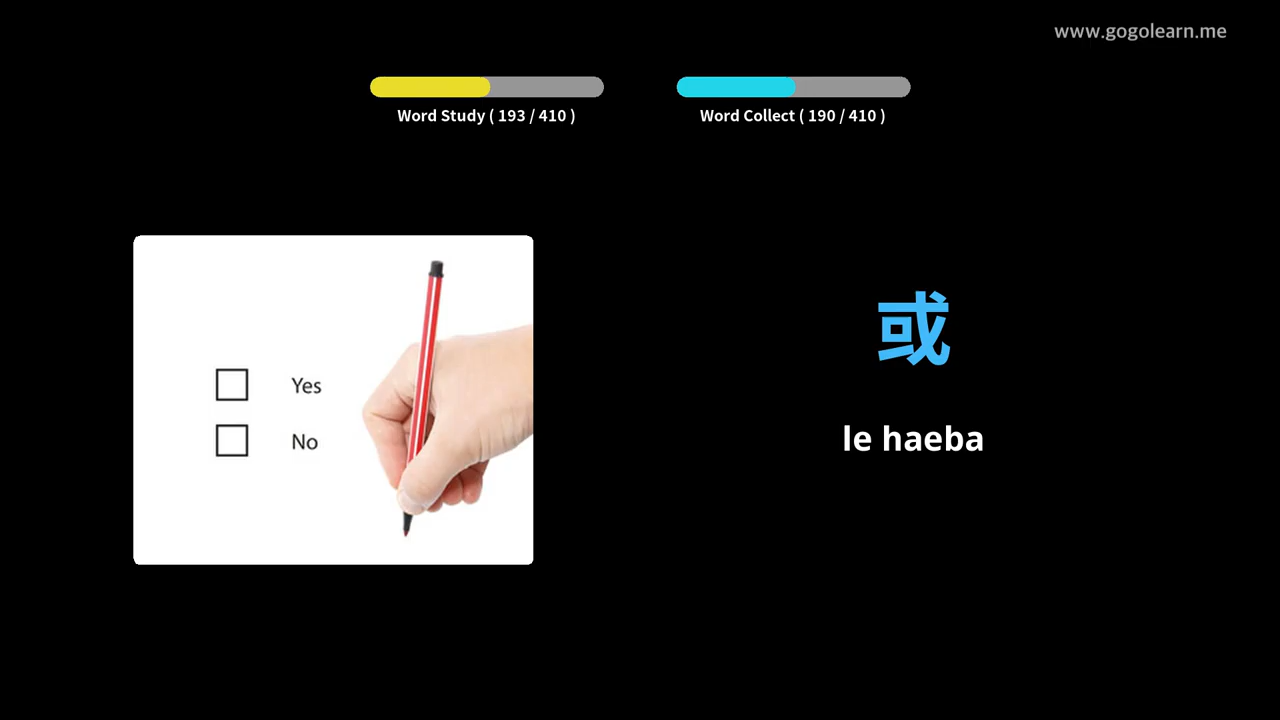 www.gogolearn.me
Word Study ( 193 / 410 )
Word Collect ( 190 / 410 )
Yes
No
或
le haeba